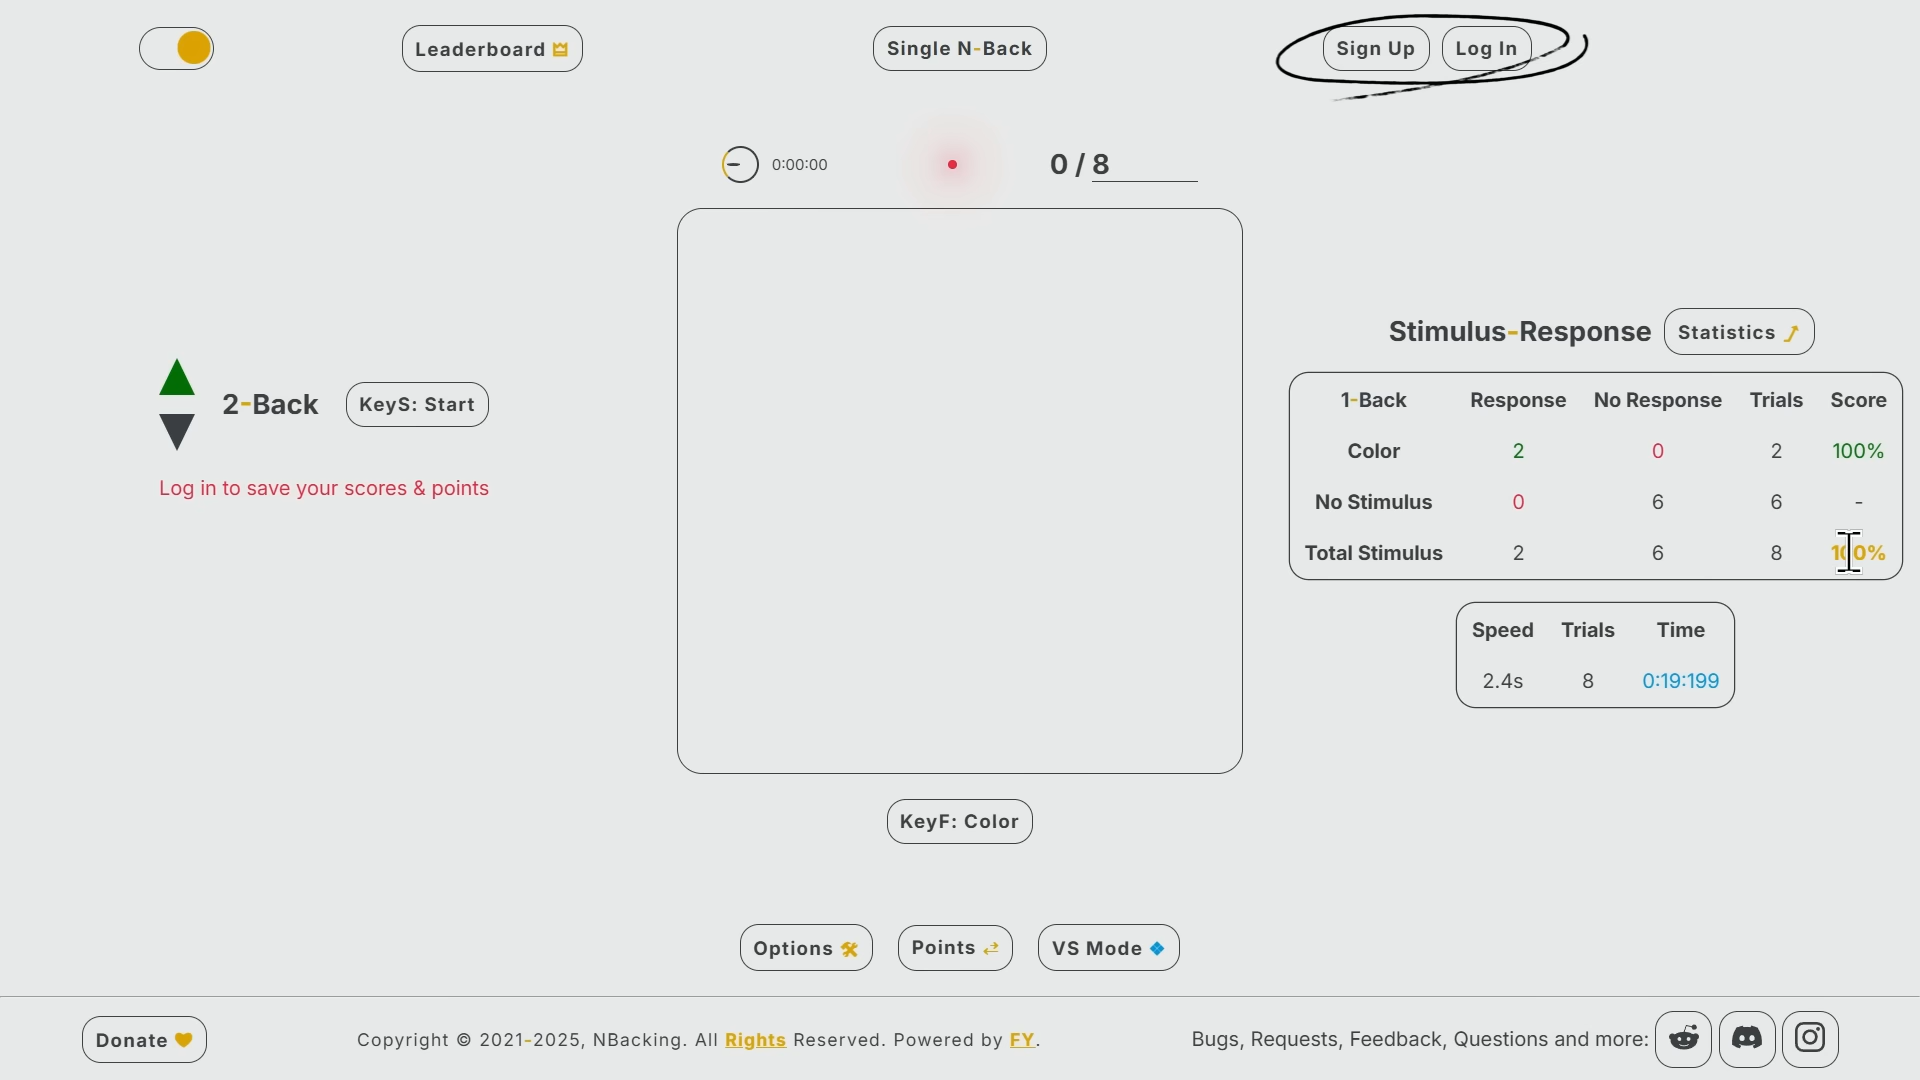 Leaderboard
Single N-Back
Sign Up
Log In
0:00:00
0 / 8
Stimulus-Response
Statistics
2-Back
KeyS: Start
Log in to save your scores & points
1-Back Response No Response Trials Score
Color 2 0 2 100%
No Stimulus 0 6 6 -
Total Stimulus 2 6 8 100%
Speed Trials Time
2.4s 8 0:19:199
KeyF: Color
Options
Points
VS Mode
Donate
Copyright © 2021-2025, NBacking. All Rights Reserved. Powered by FY.
Bugs, Requests, Feedback, Questions and more: